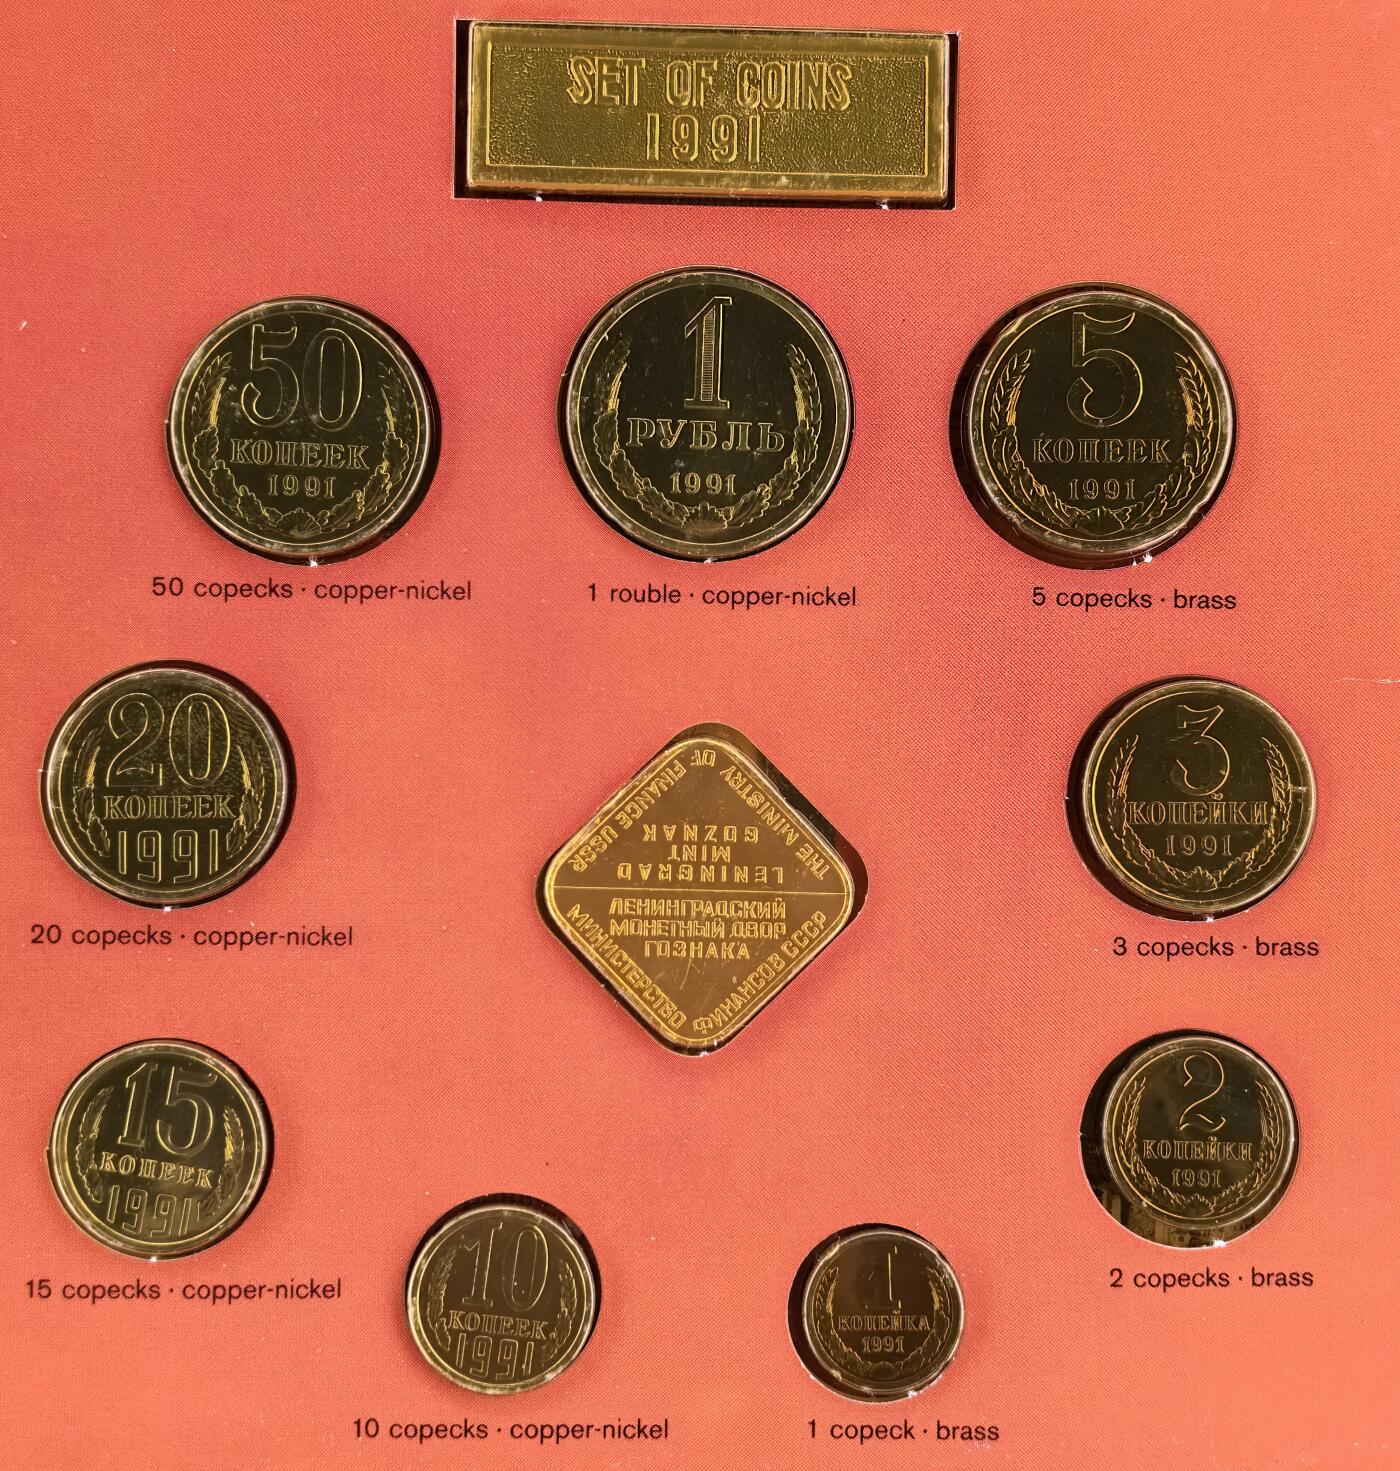 SET OF COINS
1991
50
КОПЕЕК
1991
50 copecks · copper-nickel
1
РУБЛЬ
1991
1 rouble · copper-nickel
5
КОПЕЕК
1991
5 copecks · brass
20
КОПЕЕК
1991
20 copecks · copper-nickel
THE MINISTRY OF FINANCE USSR
LENINGRAD
MINT
GOZNAK
ЛЕНИНГРАДСКИЙ
МОНЕТНЫЙ ДВОР
ГОЗНАКА
МИНИСТЕРСТВО ФИНАНСОВ СССР
3
КОПЕЙКИ
1991
3 copecks · brass
15
КОПЕЕК
1991
15 copecks · copper-nickel
2
КОПЕЙКИ
1991
2 copecks · brass
10
КОПЕЕК
1991
10 copecks · copper-nickel
1
КОПЕЙКА
1991
1 copeck · brass